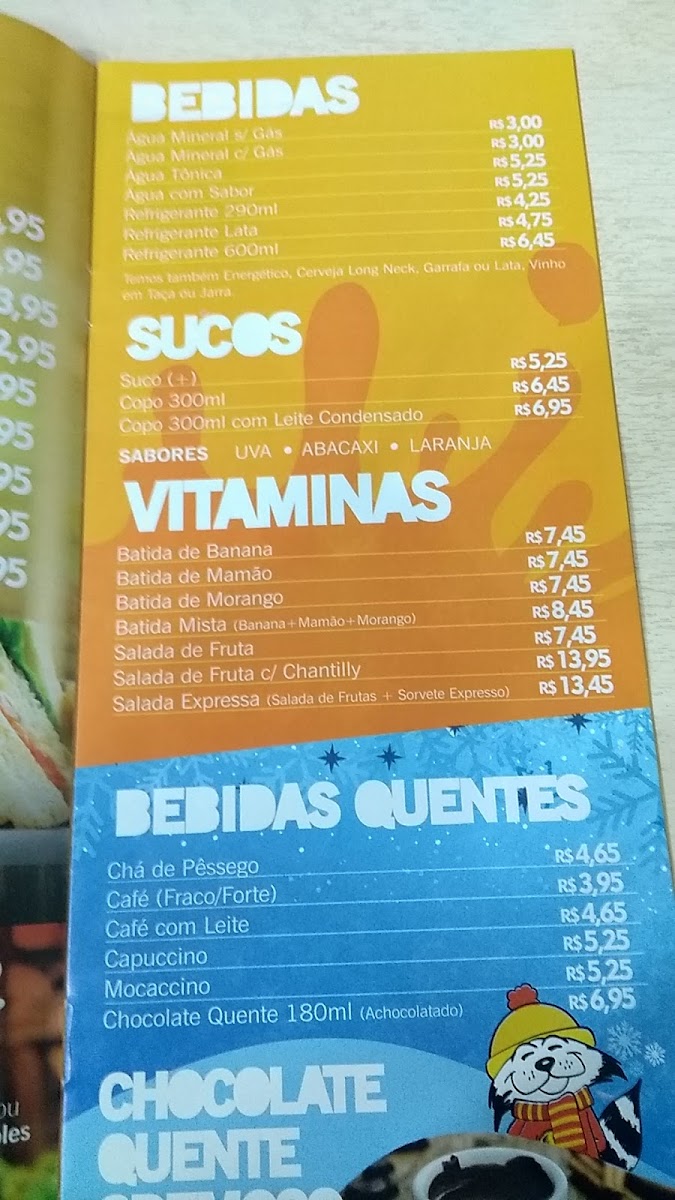 BEBIDAS
Água Mineral s/ Gás R$3,00
Água Mineral c/ Gás R$3,00
Água Tônica R$5,25
Água com Sabor R$5,25
Refrigerante 290ml R$4,25
Refrigerante Lata R$4,75
Refrigerante 600ml R$6,45
Temos também Energético, Cerveja Long Neck, Garrafa ou Lata, Vinho
em Taça ou Jarra.
SUCOS
Suco (+) R$5,25
Copo 300ml R$6,45
Copo 300ml com Leite Condensado R$6,95
SABORES UVA • ABACAXI • LARANJA
VITAMINAS
Batida de Banana R$7,45
Batida de Mamão R$7,45
Batida de Morango R$7,45
Batida Mista (Banana+Mamão+Morango) R$8,45
Salada de Fruta R$7,45
Salada de Fruta c/ Chantilly R$13,95
Salada Expressa (Salada de Frutas + Sorvete Expresso) R$13,45
BEBIDAS QUENTES
Chá de Pêssego R$4,65
Café (Fraco/Forte) R$3,95
Café com Leite R$4,65
Capuccino R$5,25
Mocaccino R$5,25
Chocolate Quente 180ml (Achocolatado) R$6,95
CHOCOLATE
QUENTE
CREMOSO